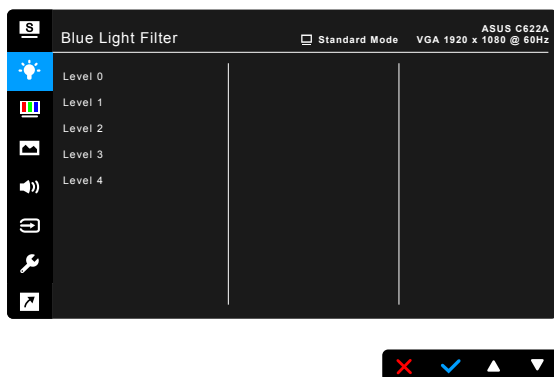 S
Blue Light Filter
Standard Mode
ASUS C622A
VGA 1920 x 1080 @ 60Hz
Level 0
Level 1
Level 2
Level 3
Level 4